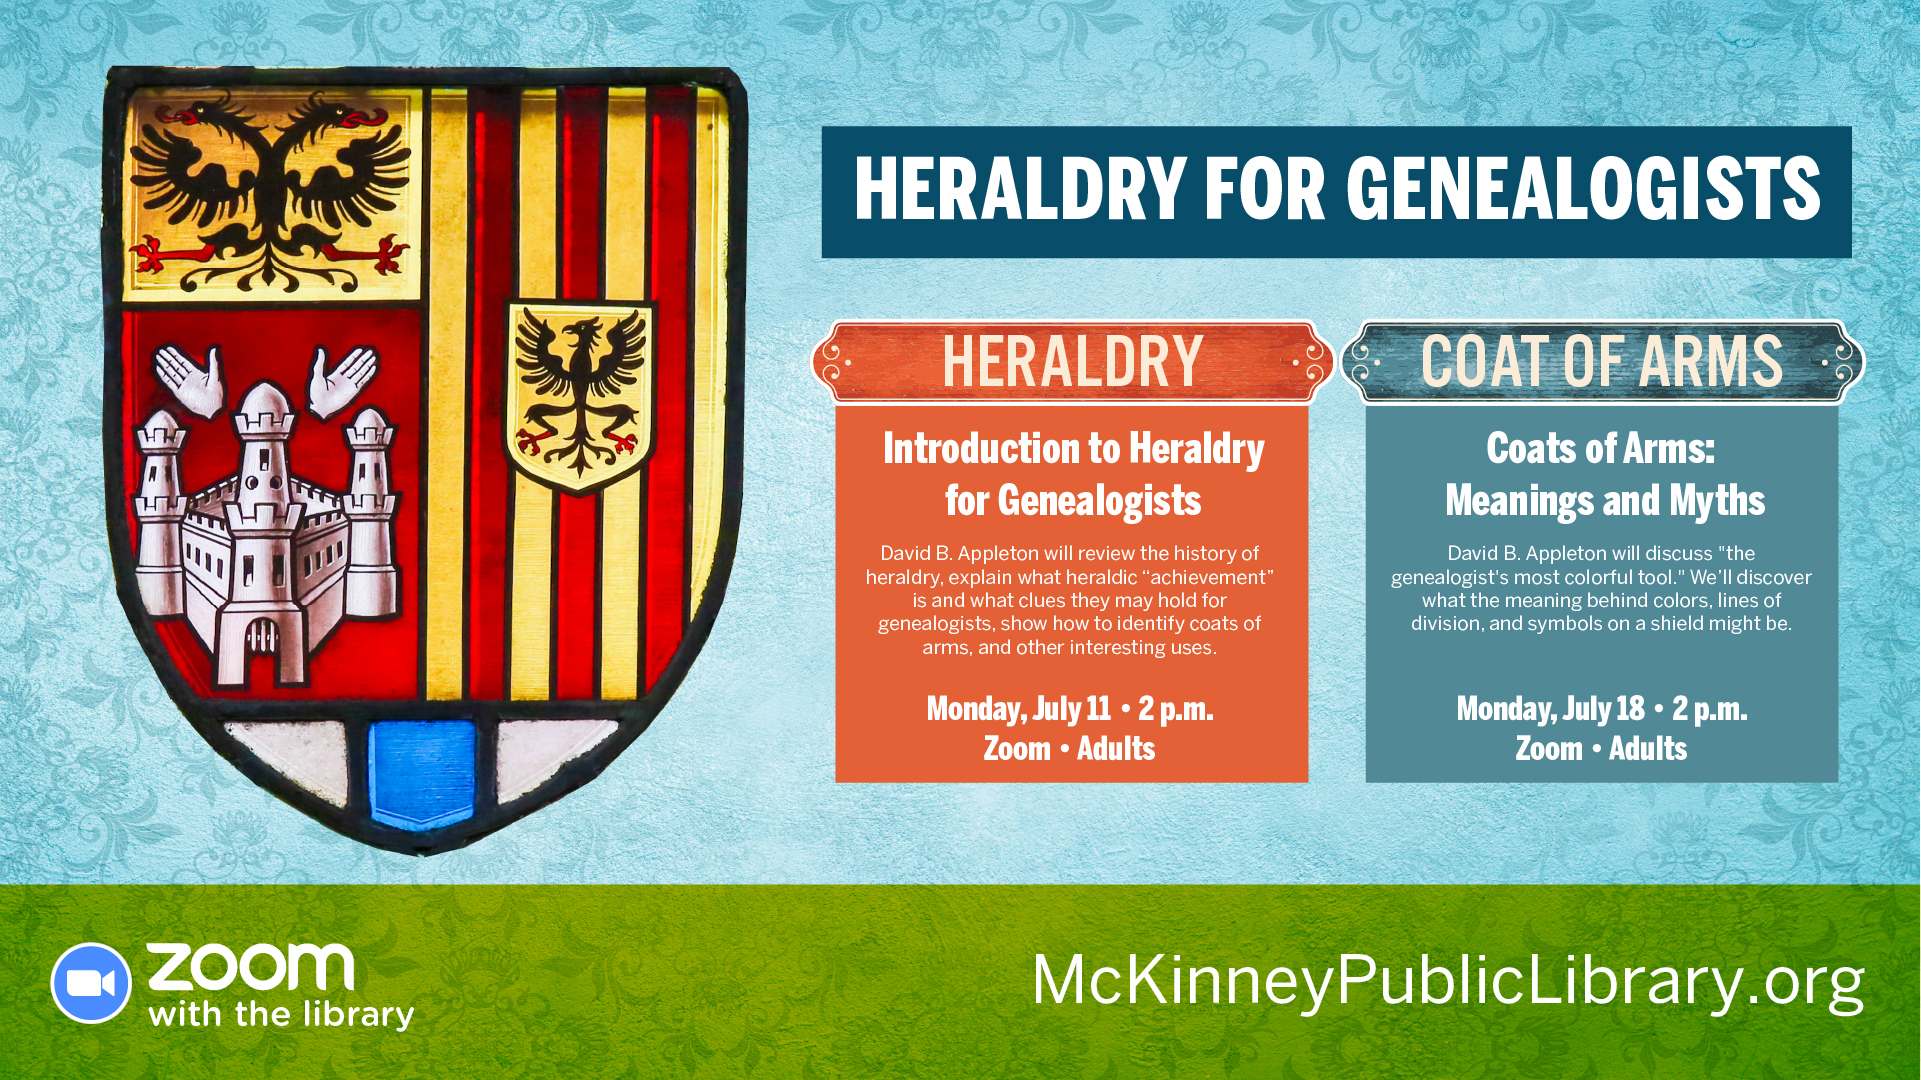 HERALDRY FOR GENEALOGISTS
HERALDRY
Introduction to Heraldry
for Genealogists
David B. Appleton will review the history of
heraldry, explain what heraldic “achievement”
is and what clues they may hold for
genealogists, show how to identify coats of
arms, and other interesting uses.
Monday, July 11 • 2 p.m.
Zoom • Adults
COAT OF ARMS
Coats of Arms:
Meanings and Myths
David B. Appleton will discuss "the
genealogist's most colorful tool." We’ll discover
what the meaning behind colors, lines of
division, and symbols on a shield might be.
Monday, July 18 • 2 p.m.
Zoom • Adults
zoom
with the library
McKinneyPublicLibrary.org